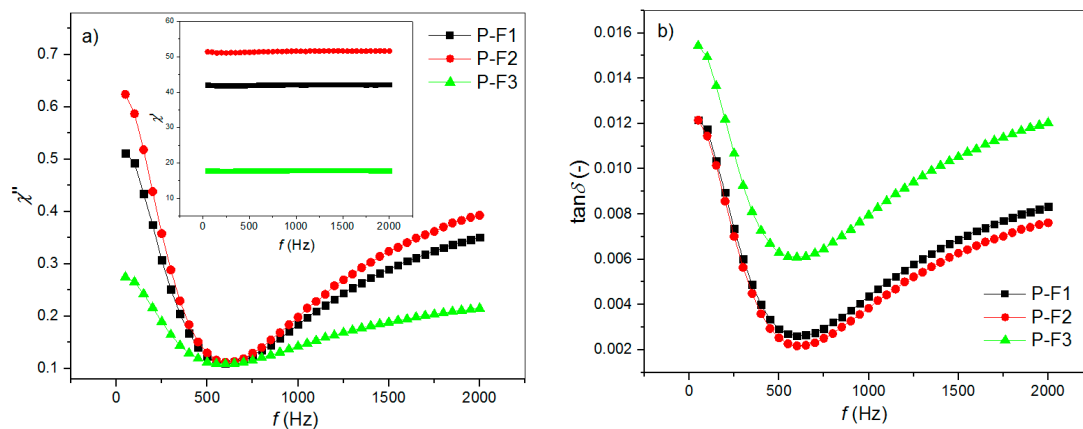 a)
0.7
0.6
0.5
0.4
0.3
0.2
0.1
χ''
0
500
1000
1500
2000
f (Hz)
60
50
40
30
20
10
χ'
0
500
1000
1500
2000
f (Hz)
P-F1
P-F2
P-F3
b)
0.016
0.014
0.012
0.010
0.008
0.006
0.004
0.002
tanδ (-)
0
500
1000
1500
2000
f (Hz)
P-F1
P-F2
P-F3